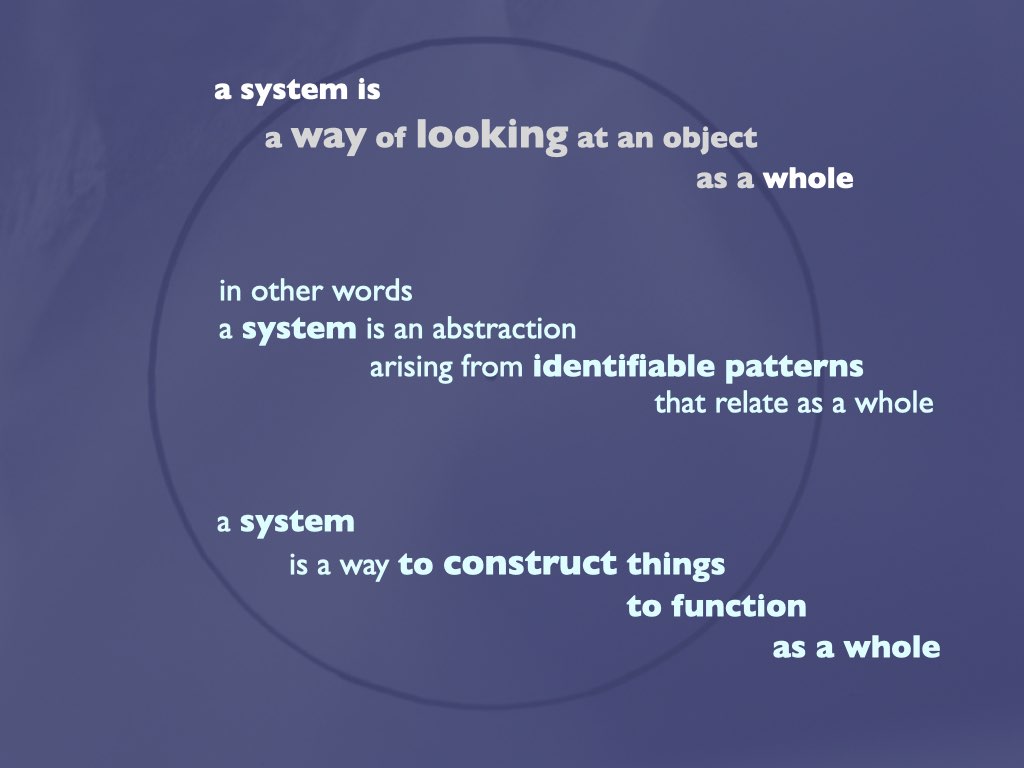 a system is
a way of looking at an object
as a whole
in other words
a system is an abstraction
arising from identifiable patterns
that relate as a whole
a system
is a way to construct things
to function
as a whole